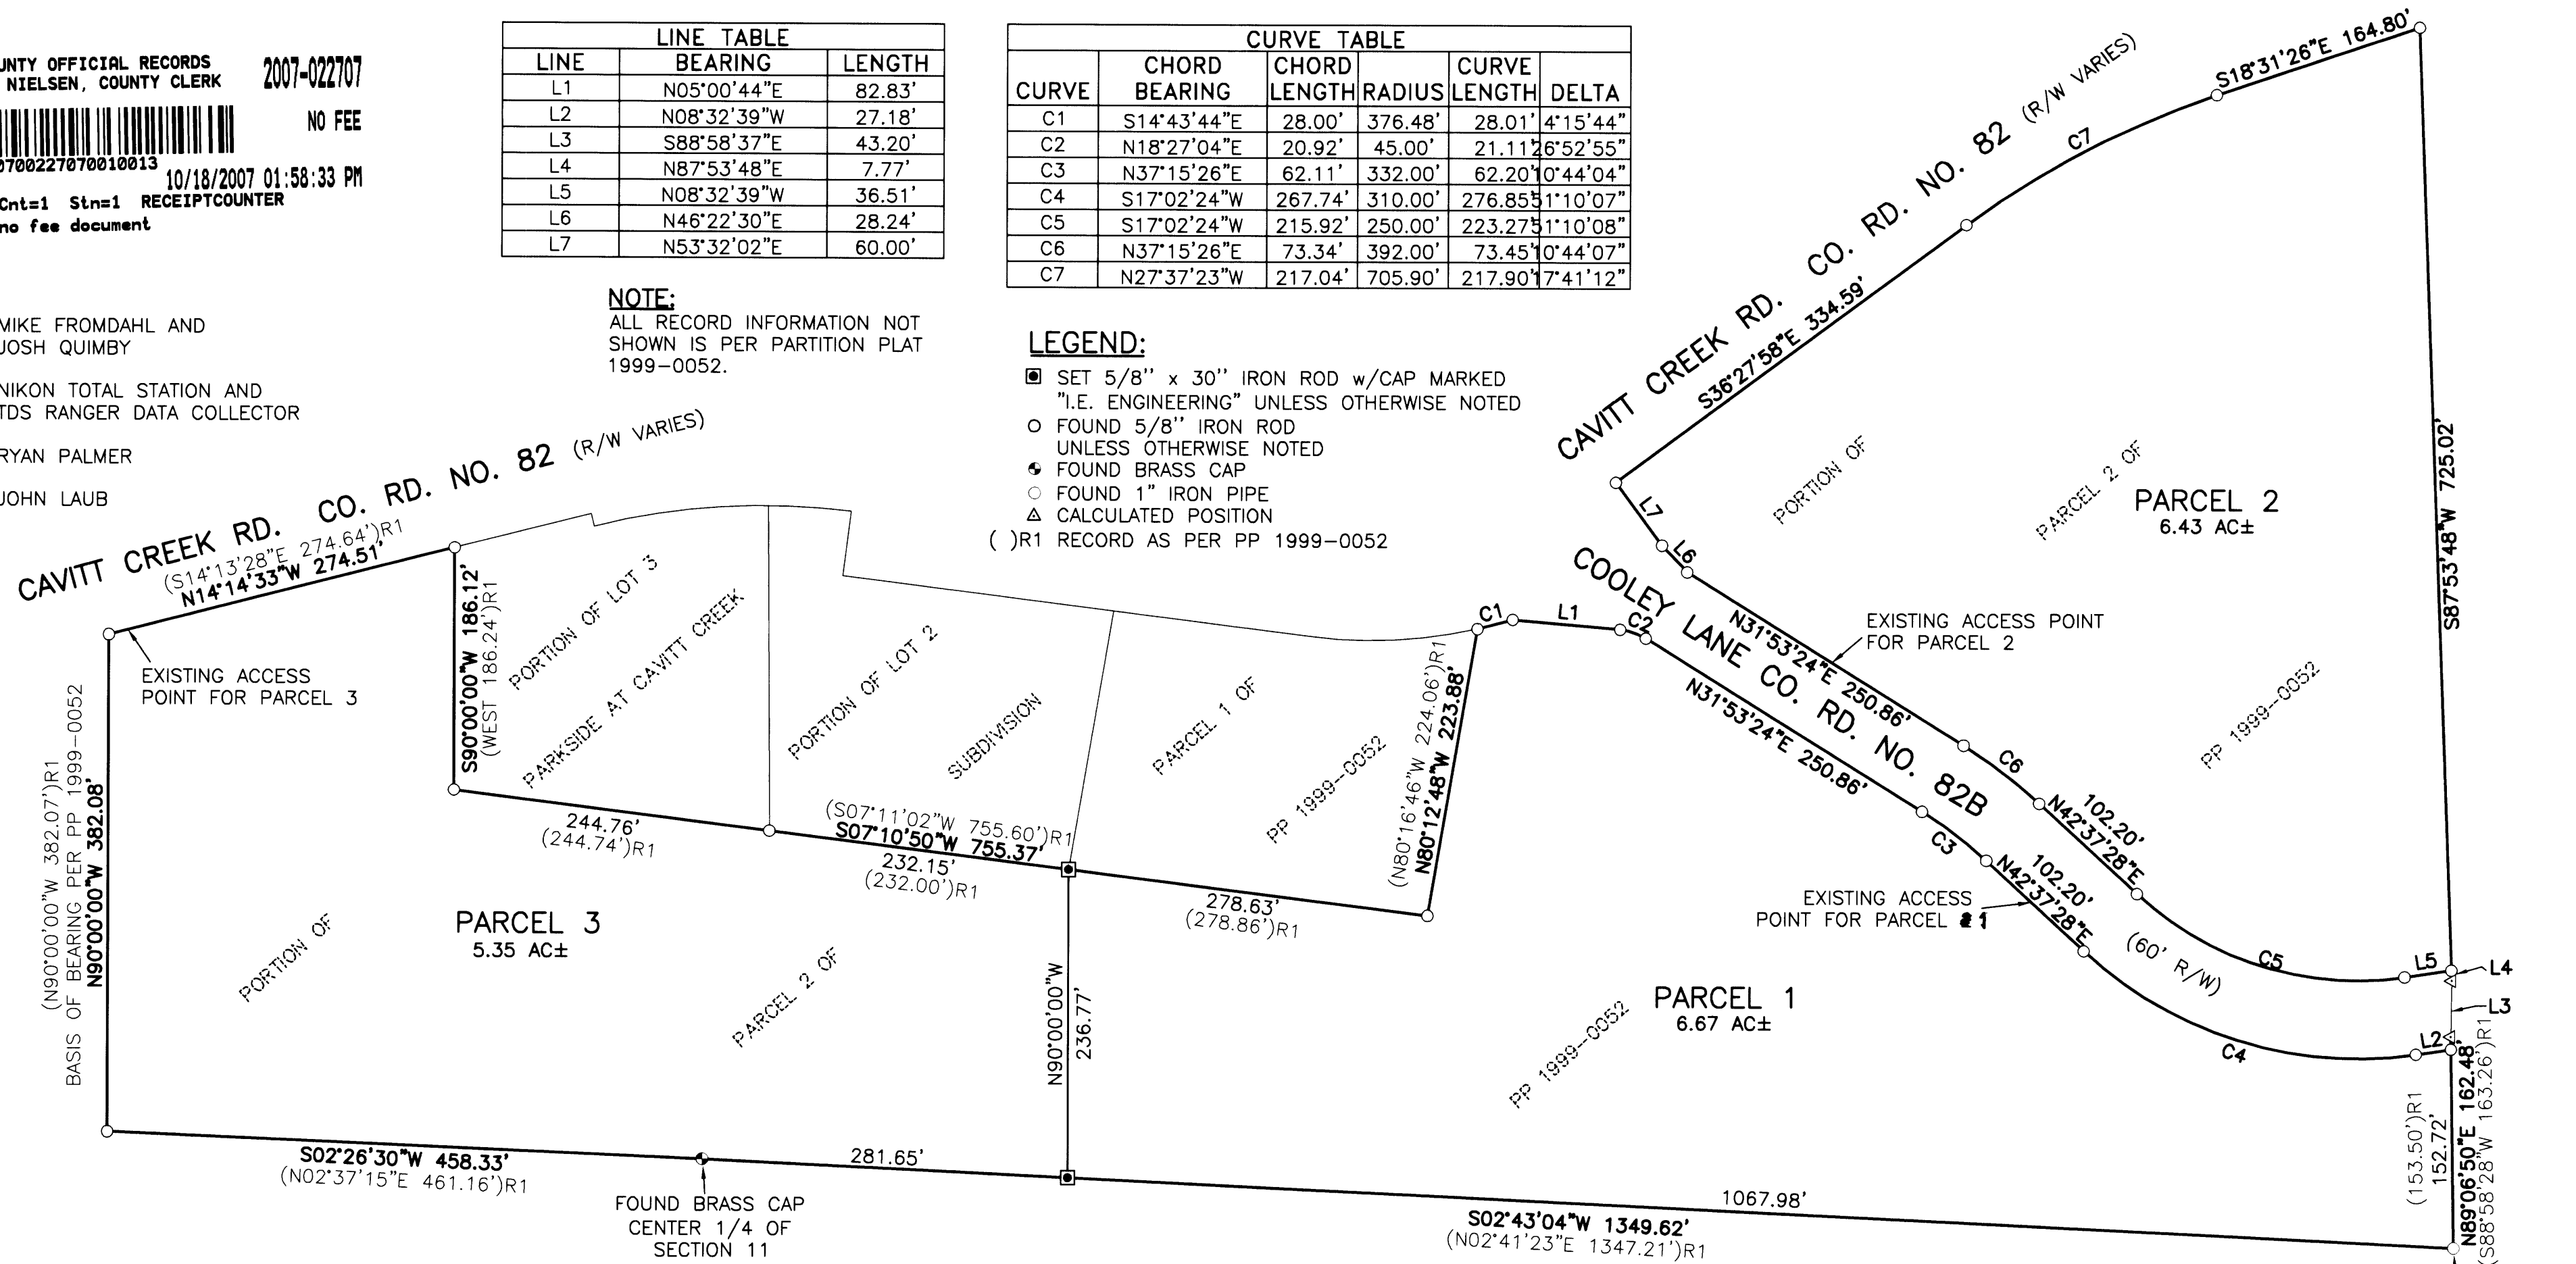 UNTY OFFICIAL RECORDS
NIELSEN, COUNTY CLERK
2007-022707
NO FEE
0700227070010013
10/18/2007 01:58:33 PM
Cnt=1 Stn=1 RECEIPTCOUNTER
no fee document
MIKE FROMDAHL AND
JOSH QUIMBY
NIKON TOTAL STATION AND
TDS RANGER DATA COLLECTOR
RYAN PALMER
JOHN LAUB
LINE TABLE
LINE BEARING LENGTH
L1 N05°00'44"E 82.83'
L2 N08°32'39"W 27.18'
L3 S88°58'37"E 43.20'
L4 N87°53'48"E 7.77'
L5 N08°32'39"W 36.51'
L6 N46°22'30"E 28.24'
L7 N53°32'02"E 60.00'
NOTE:
ALL RECORD INFORMATION NOT
SHOWN IS PER PARTITION PLAT
1999-0052.
CURVE TABLE
CURVE CHORD BEARING CHORD LENGTH RADIUS CURVE LENGTH DELTA
C1 S14°43'44"E 28.00' 376.48' 28.01' 4°15'44"
C2 N18°27'04"E 20.92' 45.00' 21.11' 26°52'55"
C3 N37°15'26"E 62.11' 332.00' 62.20' 10°44'04"
C4 S17°02'24"W 267.74' 310.00' 276.85' 51°10'07"
C5 S17°02'24"W 215.92' 250.00' 223.27' 51°10'08"
C6 N37°15'26"E 73.34' 392.00' 73.45' 10°44'07"
C7 N27°37'23"W 217.04' 705.90' 217.90' 17°41'12"
LEGEND:
SET 5/8'' x 30'' IRON ROD w/CAP MARKED
"I.E. ENGINEERING" UNLESS OTHERWISE NOTED
FOUND 5/8'' IRON ROD
UNLESS OTHERWISE NOTED
FOUND BRASS CAP
FOUND 1" IRON PIPE
CALCULATED POSITION
( )R1 RECORD AS PER PP 1999-0052
CAVITT CREEK RD. CO. RD. NO. 82 (R/W VARIES)
(S14°13'28"E 274.64')R1
N14°14'33"W 274.51'
EXISTING ACCESS
POINT FOR PARCEL 3
(N90°00'00"W 382.07')R1
BASIS OF BEARING PER PP 1999-0052
N90°00'00"W 382.08'
S90°00'00"W 186.12'
(WEST 186.24')R1
PORTION OF LOT 3
PARKSIDE AT CAVITT CREEK
PORTION OF LOT 2
SUBDIVISION
PARCEL 1 OF
PP 1999-0052
244.76'
(244.74')R1
(S07°11'02"W 755.60')R1
S07°10'50"W 755.37'
232.15'
(232.00')R1
278.63'
(278.86')R1
(N80°16'46"W 224.06')R1
N80°12'48"W 223.88'
PARCEL 3
5.35 AC±
PORTION OF
PARCEL 2 OF
PP 1999-0052
N90°00'00"W
236.77'
S02°26'30"W 458.33'
(N02°37'15"E 461.16')R1
281.65'
FOUND BRASS CAP
CENTER 1/4 OF
SECTION 11
1067.98'
S02°43'04"W 1349.62'
(N02°41'23"E 1347.21')R1
PARCEL 1
6.67 AC±
C1
L1
C2
COOLEY LANE CO. RD. NO. 82B
N31°53'24"E 250.86'
C3
N42°37'28"E
102.20'
EXISTING ACCESS
POINT FOR PARCEL 1
(60' R/W)
C4
L2
CAVITT CREEK RD. CO. RD. NO. 82 (R/W VARIES)
S36°27'58"E 334.59'
C7
S18°31'26"E 164.80'
L7
L6
N31°53'24"E 250.86'
EXISTING ACCESS POINT
FOR PARCEL 2
C6
102.20'
N42°37'28"E
C5
L5
L4
L3
PORTION OF
PARCEL 2 OF
PP 1999-0052
PARCEL 2
6.43 AC±
S87°53'48"W 725.02'
(153.50')R1
152.72'
N89°06'50"E 162.48'
(S88°58'28"W 163.26')R1